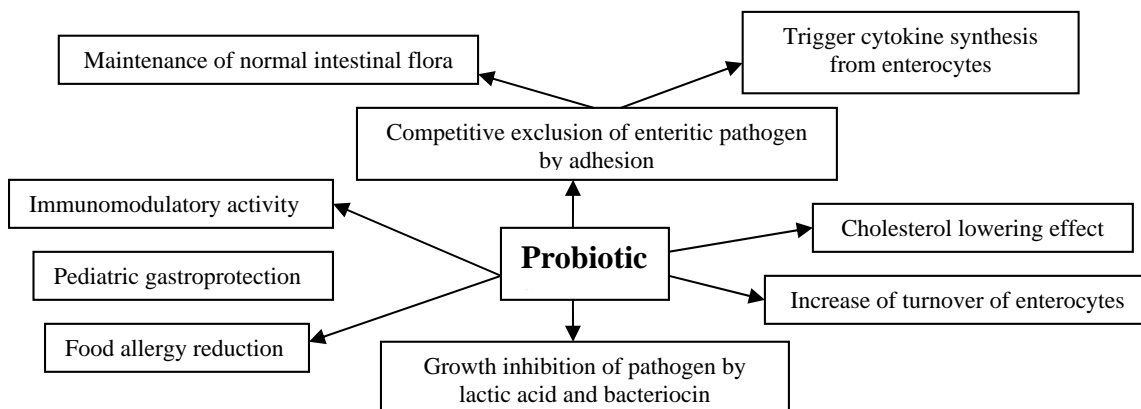 Trigger cytokine synthesis
from enterocytes
Maintenance of normal intestinal flora
Competitive exclusion of enteritic pathogen
by adhesion
Immunomodulatory activity
Cholesterol lowering effect
Probiotic
Pediatric gastroprotection
Increase of turnover of enterocytes
Food allergy reduction
Growth inhibition of pathogen by
lactic acid and bacteriocin